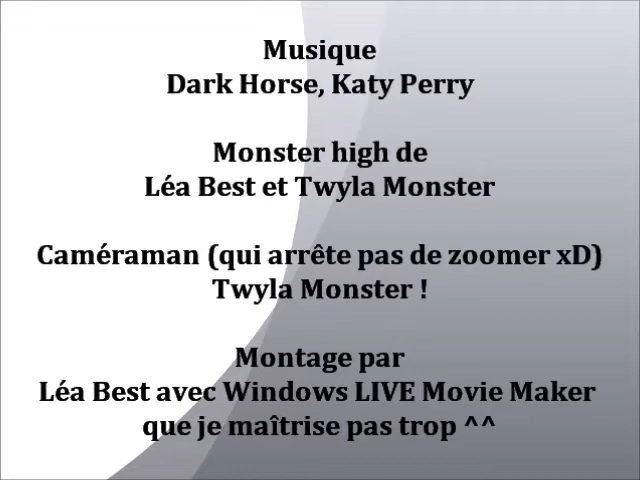 Musique
Dark Horse, Katy Perry
Monster high de
Léa Best et Twyla Monster
Caméraman (qui arrête pas de zoomer xD)
Twyla Monster !
Montage par
Léa Best avec Windows LIVE Movie Maker
que je maîtrise pas trop ^^